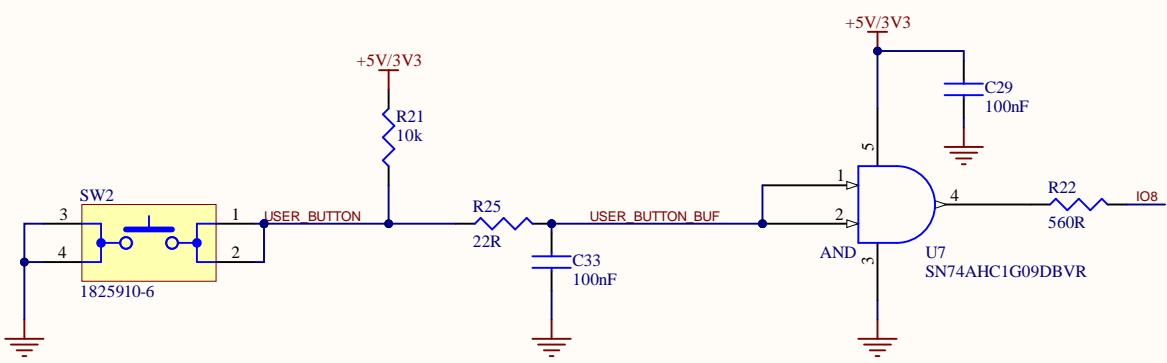 +5V/3V3
C29
100nF
+5V/3V3
R21
10k
5
SW2
3
4
1
2
1825910-6
USER_BUTTON
R25
22R
USER_BUTTON_BUF
C33
100nF
1
2
4
3
AND
U7
SN74AHC1G09DBVR
R22
560R
IO8